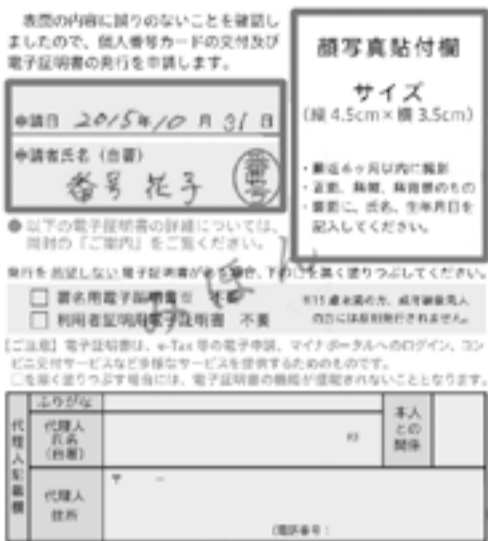 表面の内容に誤りのないことを確認し
ましたので、個人番号カードの交付及び
電子証明書の発行を申請します。
申請日 2015年10月31日
申請者氏名（自署）
番号 花子
顔写真貼付欄
サイズ
（縦 4.5cm×横 3.5cm）
・最近6ヶ月以内に撮影
・正面、無帽、無背景のもの
・裏面に、氏名、生年月日を
記入してください。
●以下の電子証明書の詳細については、
同封の「ご案内」をご覧ください。
みほん
発行を希望しない電子証明書がある場合、下の□を黒く塗りつぶしてください。
□ 署名用電子証明書※ 不要
□ 利用者証明用電子証明書 不要
※15歳未満の方、成年被後見人
の方には原則発行されません。
【ご注意】電子証明書は、e-Tax 等の電子申請、マイナポータルへのログイン、コン
ビニ交付サービスなど多様なサービスを提供するためのものです。
□を黒く塗りつぶす場合には、電子証明書の機能が搭載されないこととなります。
代理人記載欄
ふりがな
代理人
氏名
（自署）
本人
との
関係
代理人
住所
〒 －
（電話番号：